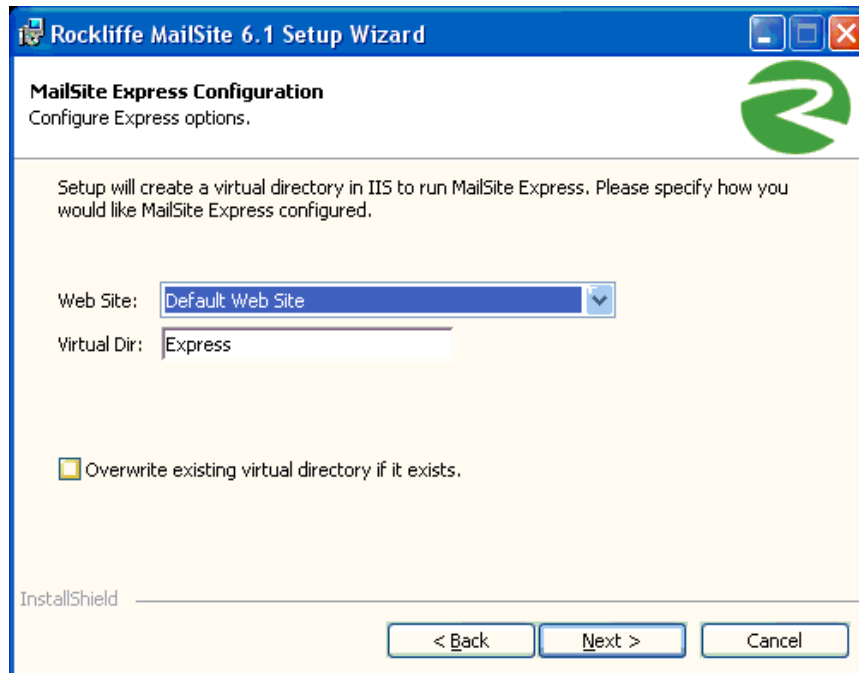 Rockliffe MailSite 6.1 Setup Wizard
MailSite Express Configuration
Configure Express options.
Setup will create a virtual directory in IIS to run MailSite Express. Please specify how you
would like MailSite Express configured.
Web Site: Default Web Site
Virtual Dir: Express
Overwrite existing virtual directory if it exists.
InstallShield
< Back Next > Cancel